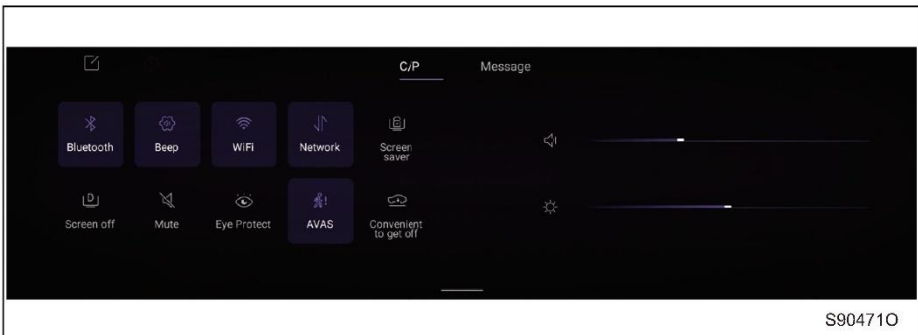 C/P Message
Bluetooth Beep WiFi Network Screen
saver
Screen off Mute Eye Protect AVAS Convenient
to get off
S90471O